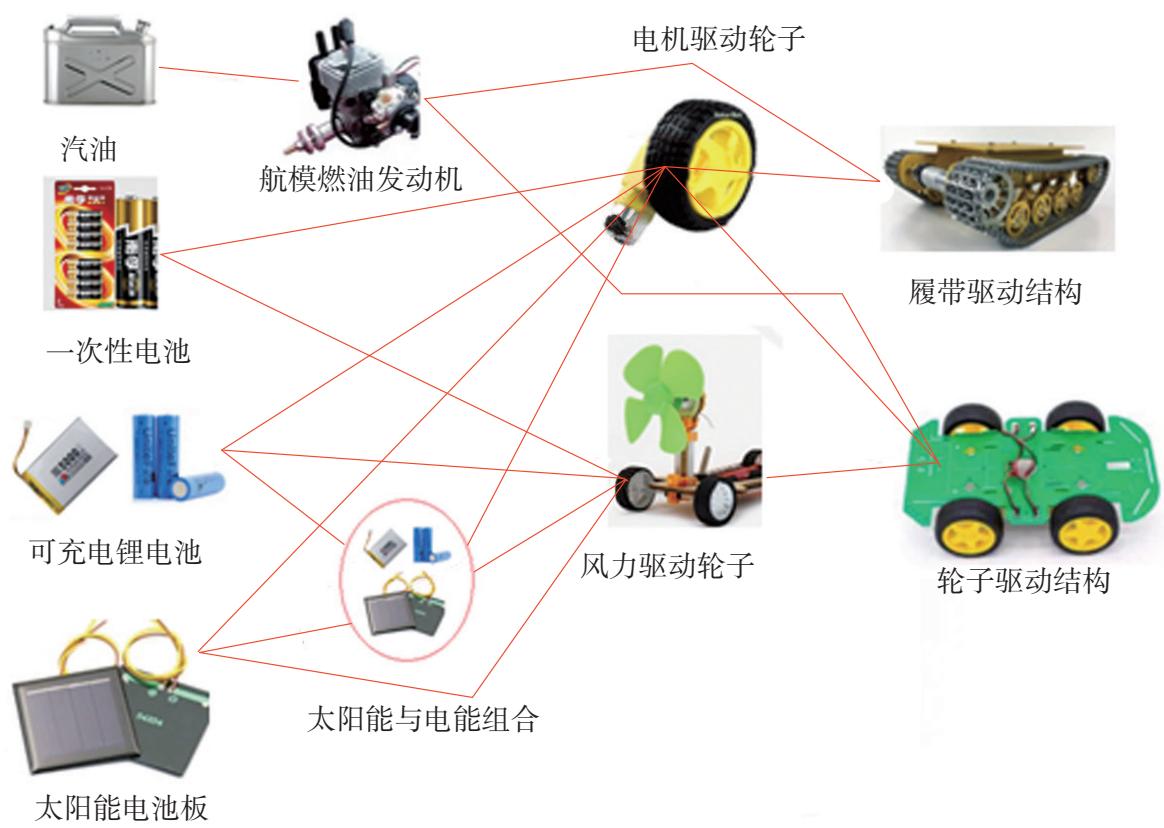 电机驱动轮子
汽油
航模燃油发动机
履带驱动结构
一次性电池
可充电锂电池
风力驱动轮子
轮子驱动结构
太阳能与电能组合
太阳能电池板